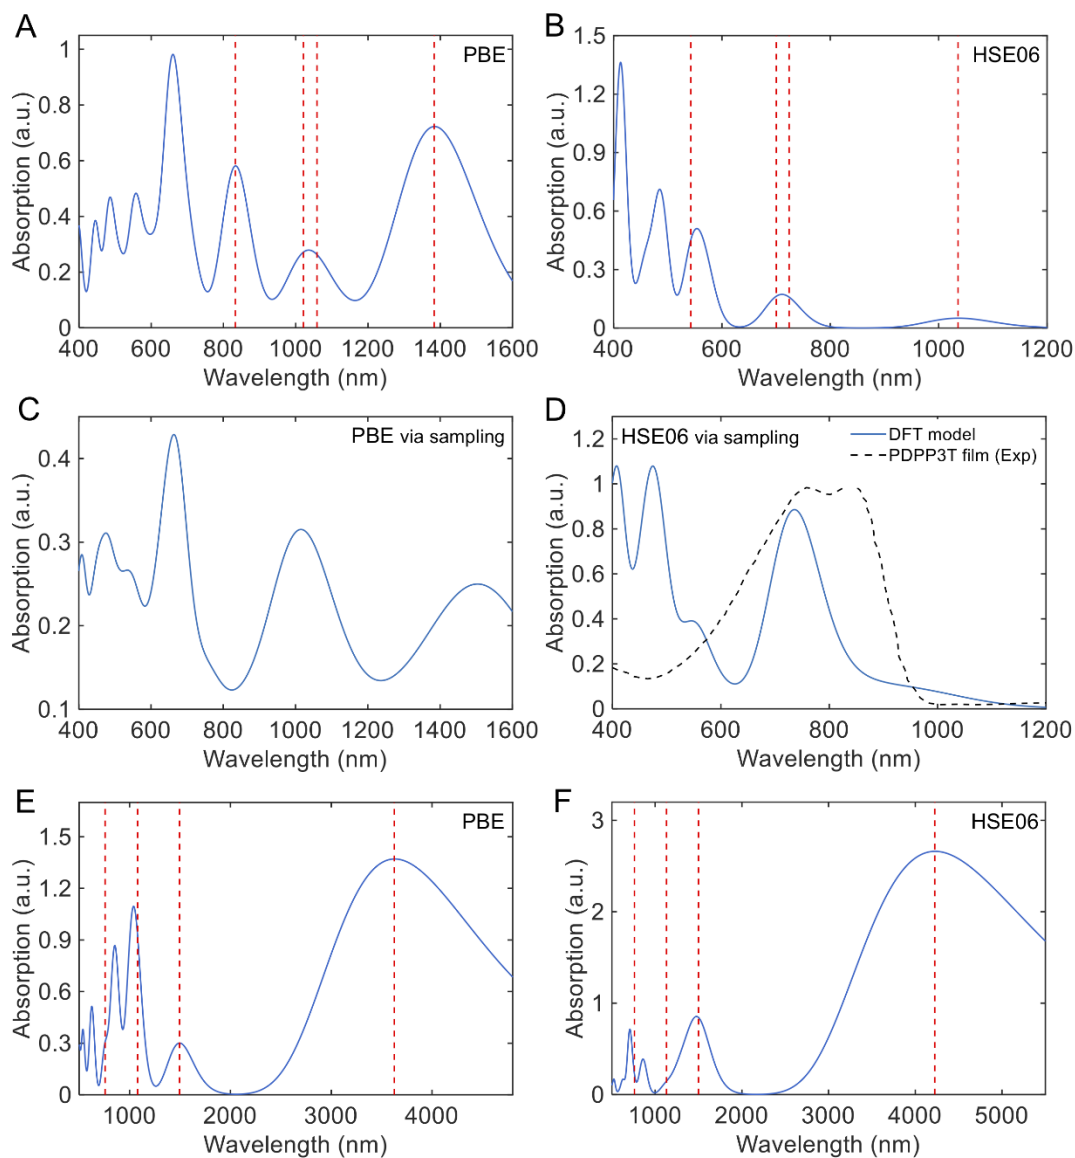 A
PBE
1
0.8
0.6
0.4
0.2
0
Absorption (a.u.)
400 600 800 1000 1200 1400 1600
Wavelength (nm)
B
HSE06
1.5
1.2
0.9
0.6
0.3
0
Absorption (a.u.)
400 600 800 1000 1200
Wavelength (nm)
C
PBE via sampling
0.4
0.3
0.2
0.1
Absorption (a.u.)
400 600 800 1000 1200 1400 1600
Wavelength (nm)
D
HSE06 via sampling
DFT model
PDPP3T film (Exp)
1.2
1
0.8
0.6
0.4
0.2
0
Absorption (a.u.)
400 600 800 1000 1200
Wavelength (nm)
E
PBE
1.5
1.2
0.9
0.6
0.3
0
Absorption (a.u.)
1000 2000 3000 4000
Wavelength (nm)
F
HSE06
3
2
1
0
Absorption (a.u.)
1000 2000 3000 4000 5000
Wavelength (nm)